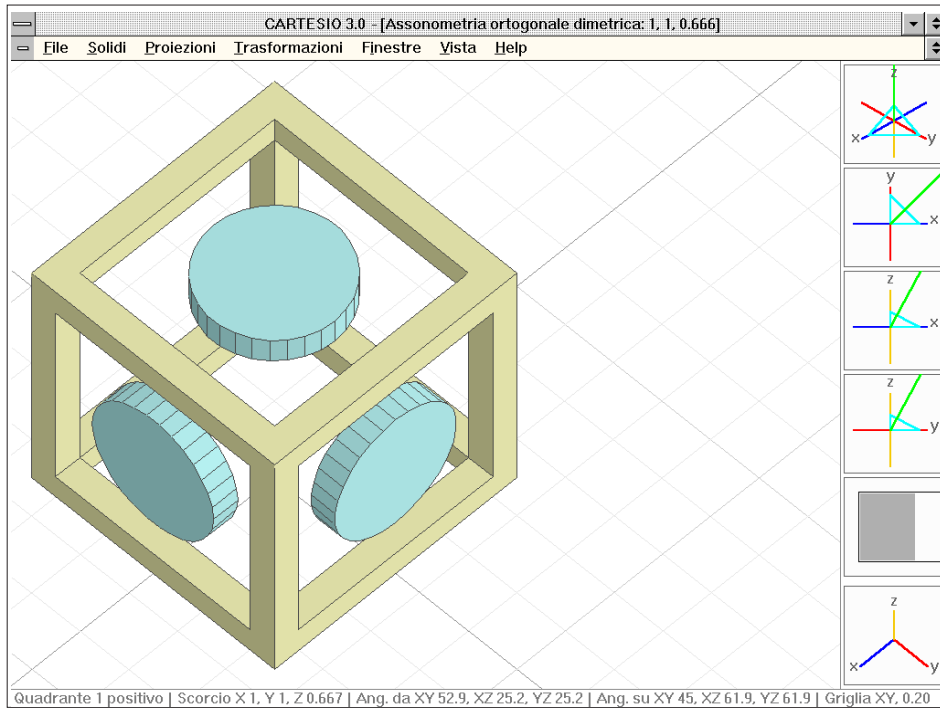 CARTESIO 3.0 - [Assonometria ortogonale dimetrica: 1, 1, 0.666]
File Solidi Proiezioni Trasformazioni Finestre Vista Help
z
x y
y
x
z
x
z
y
z
x y
Quadrante 1 positivo | Scorcio X 1, Y 1, Z 0.667 | Ang. da XY 52.9, XZ 25.2, YZ 25.2 | Ang. su XY 45, XZ 61.9, YZ 61.9 | Griglia XY, 0.20